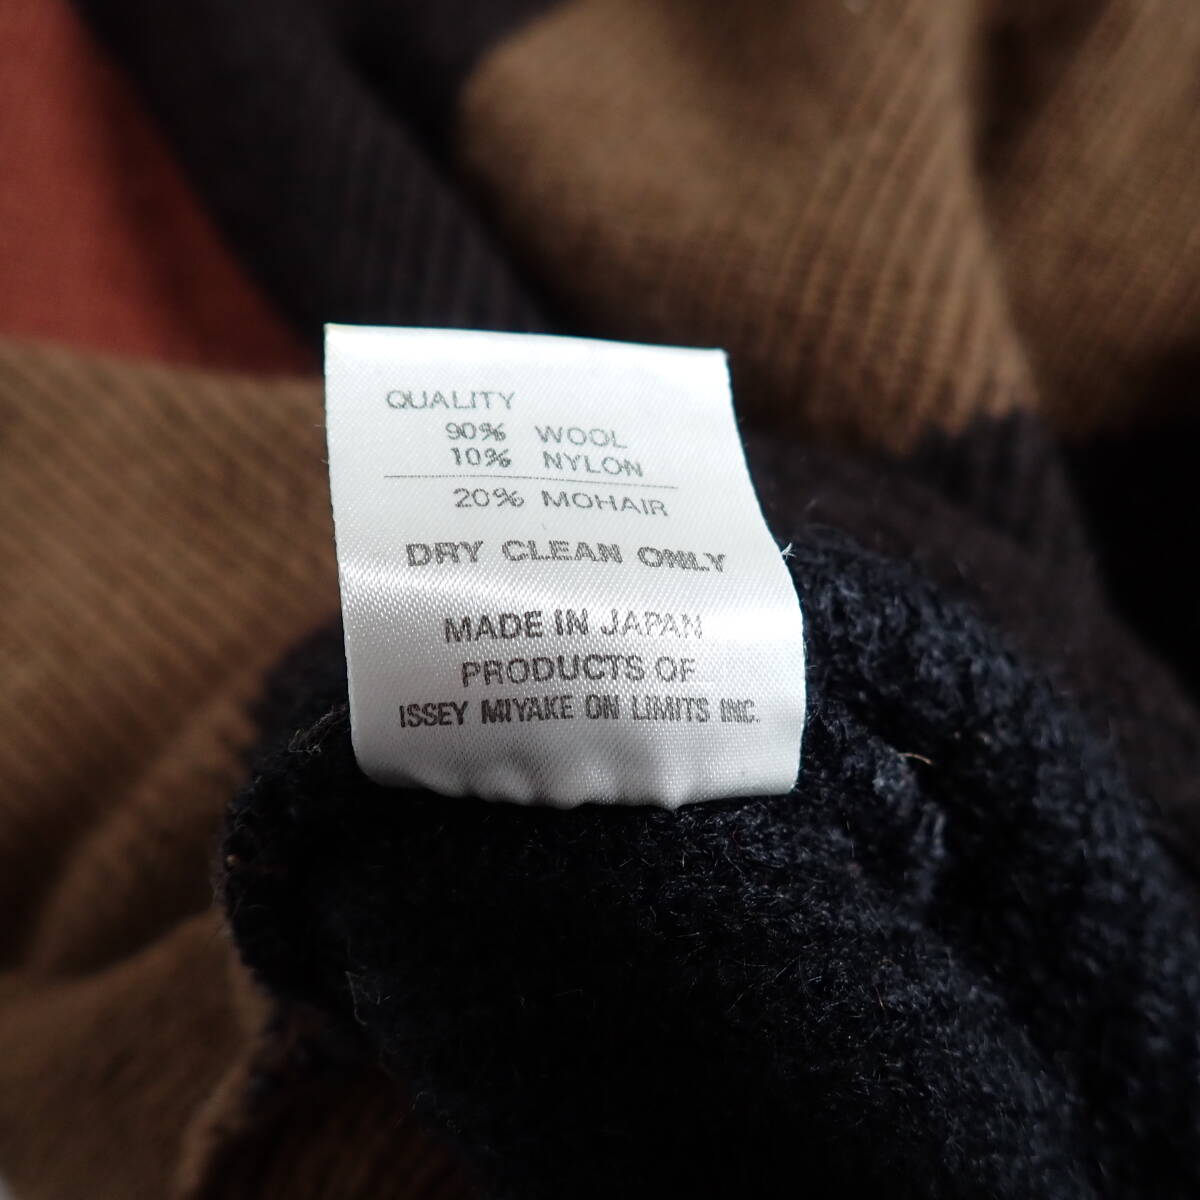 QUALITY
90% WOOL
10% NYLON
20% MOHAIR
DRY CLEAN ONLY
MADE IN JAPAN
PRODUCTS OF
ISSEY MIYAKE ON LIMITS INC.